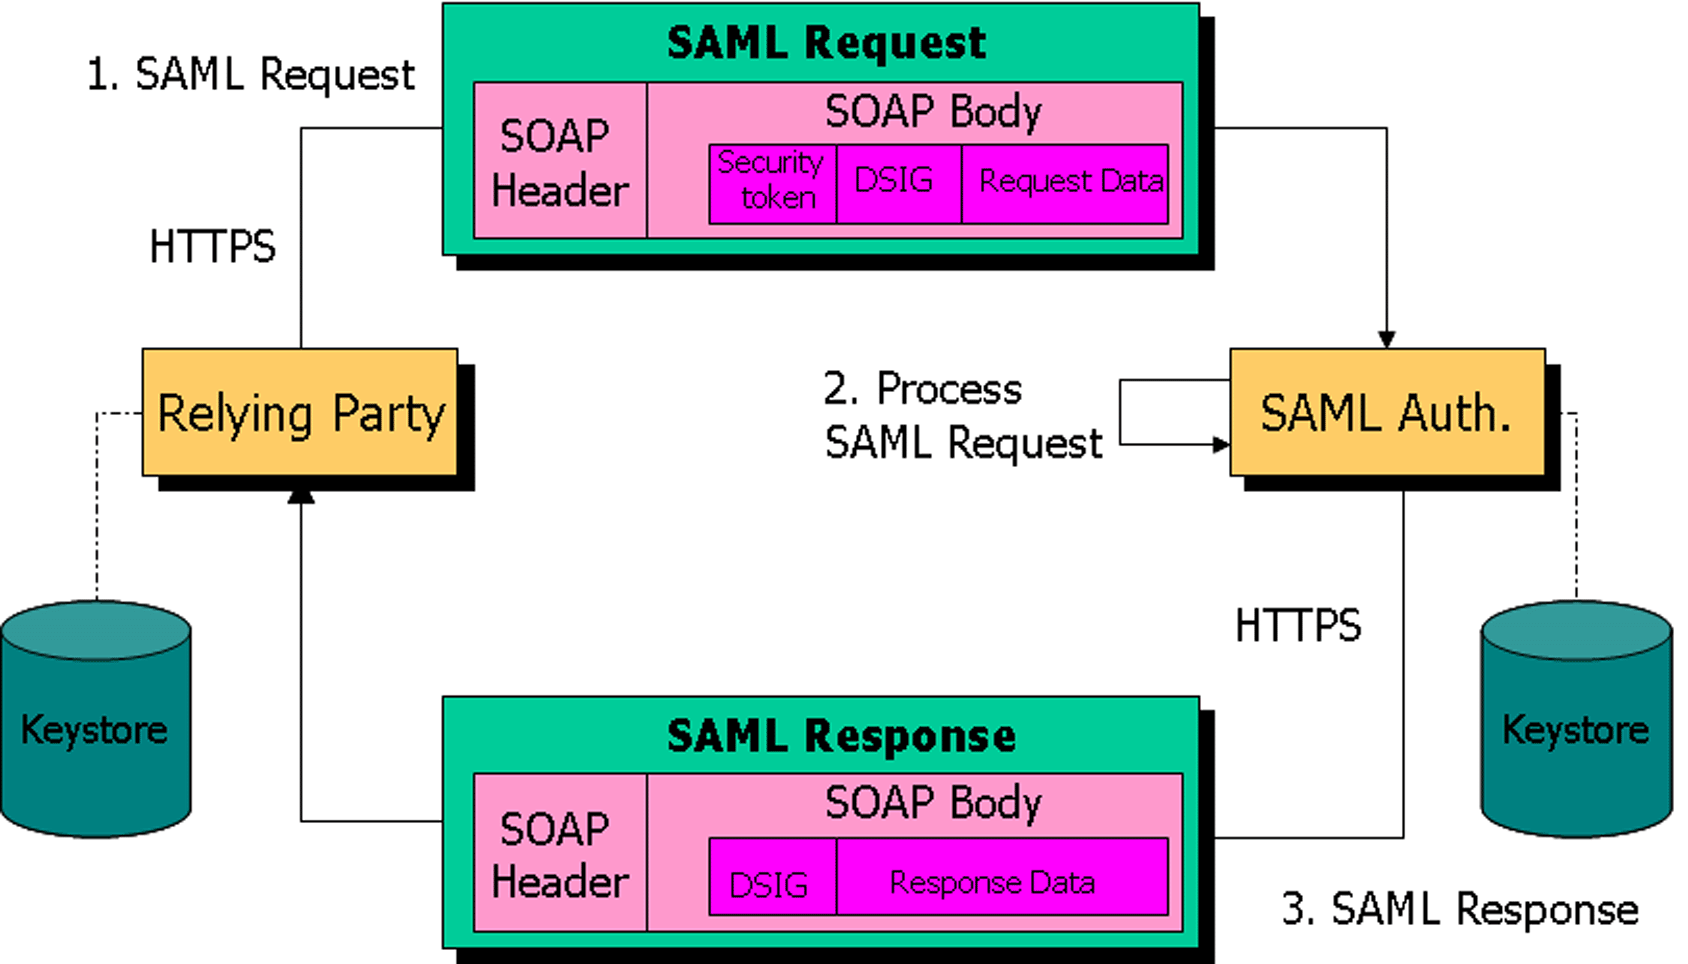 SAML Request
1. SAML Request
SOAP Body
SOAP
Header
Security
token
DSIG
Request Data
HTTPS
Relying Party
2. Process
SAML Request
SAML Auth.
HTTPS
Keystore
Keystore
SAML Response
SOAP Body
SOAP
Header
DSIG
Response Data
3. SAML Response